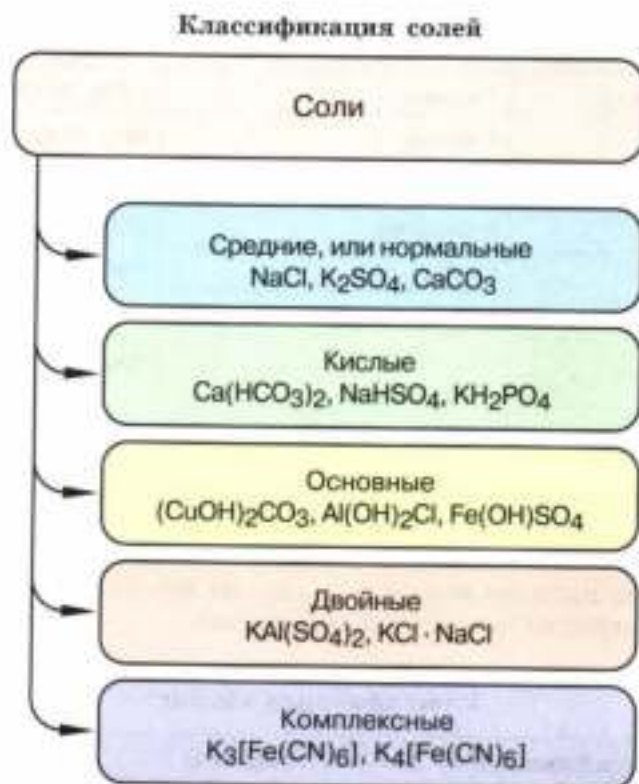 Классификация солей
Соли
Средние, или нормальные
NaCl, K₂SO₄, CaCO₃
Кислые
Ca(HCO₃)₂, NaHSO₄, KH₂PO₄
Основные
(CuOH)₂CO₃, Al(OH)₂Cl, Fe(OH)SO₄
Двойные
KAl(SO₄)₂, KCl · NaCl
Комплексные
K₃[Fe(CN)₆], K₄[Fe(CN)₆]